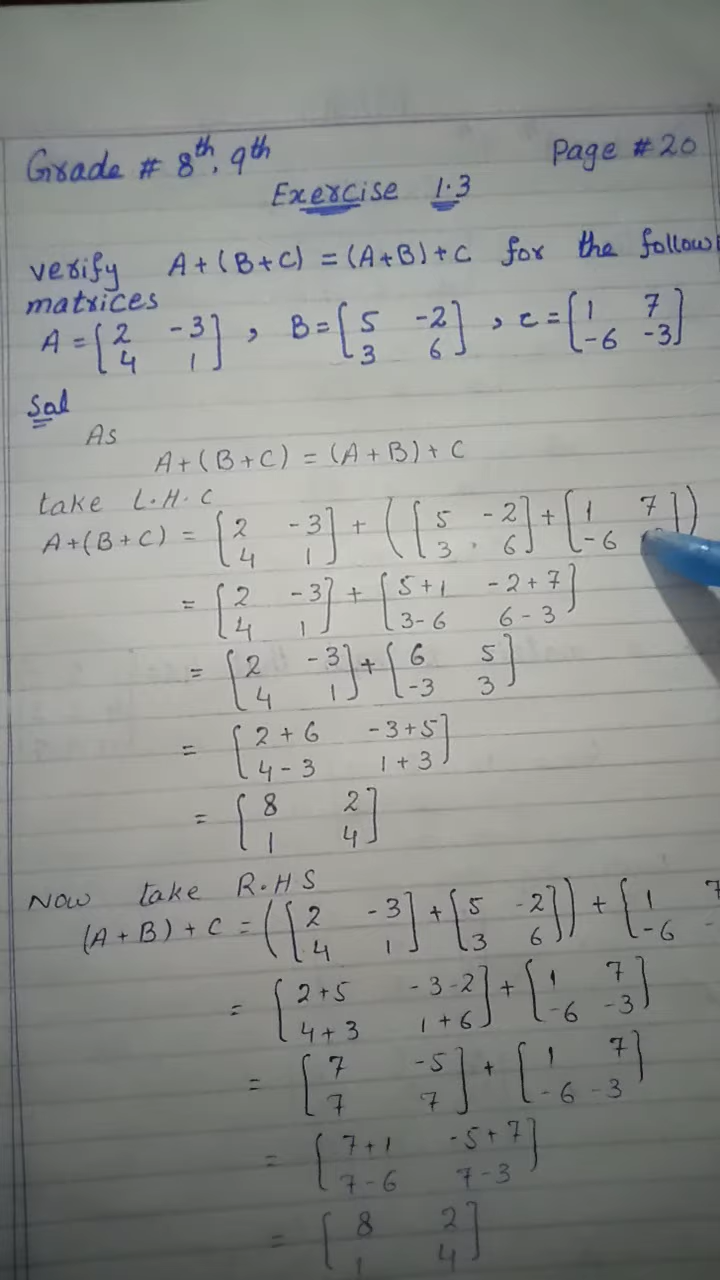 Grade # 8th, 9th Page # 20
Exercise 1.3
verify A+(B+C) = (A+B)+C for the follow
matrices
A = [2 -3 , B = [5 -2] , C = [1 7]
4 1] 3 6 -6 -3
Sol
As
A+(B+C) = (A+B)+C
take L.H.C
A+(B+C) = [2 -3] + ([5 -2] + [1 7])
4 1 3 6 -6
= [2 -3] + [5+1 -2+7]
4 1 3-6 6-3
= [2 -3] + [6 5]
4 1 -3 3
= [2+6 -3+5]
4-3 1+3
= [8 2]
1 4
Now take R.H.S
(A+B)+C = ([2 -3] + [5 -2]) + [1 7
4 1 3 6 -6 -
= [2+5 -3-2] + [1 7]
4+3 1+6 -6 -3
= [7 -5] + [1 7]
7 7 -6 -3
= [7+1 -5+7]
7-6 7-3
= [8 2]
1 4